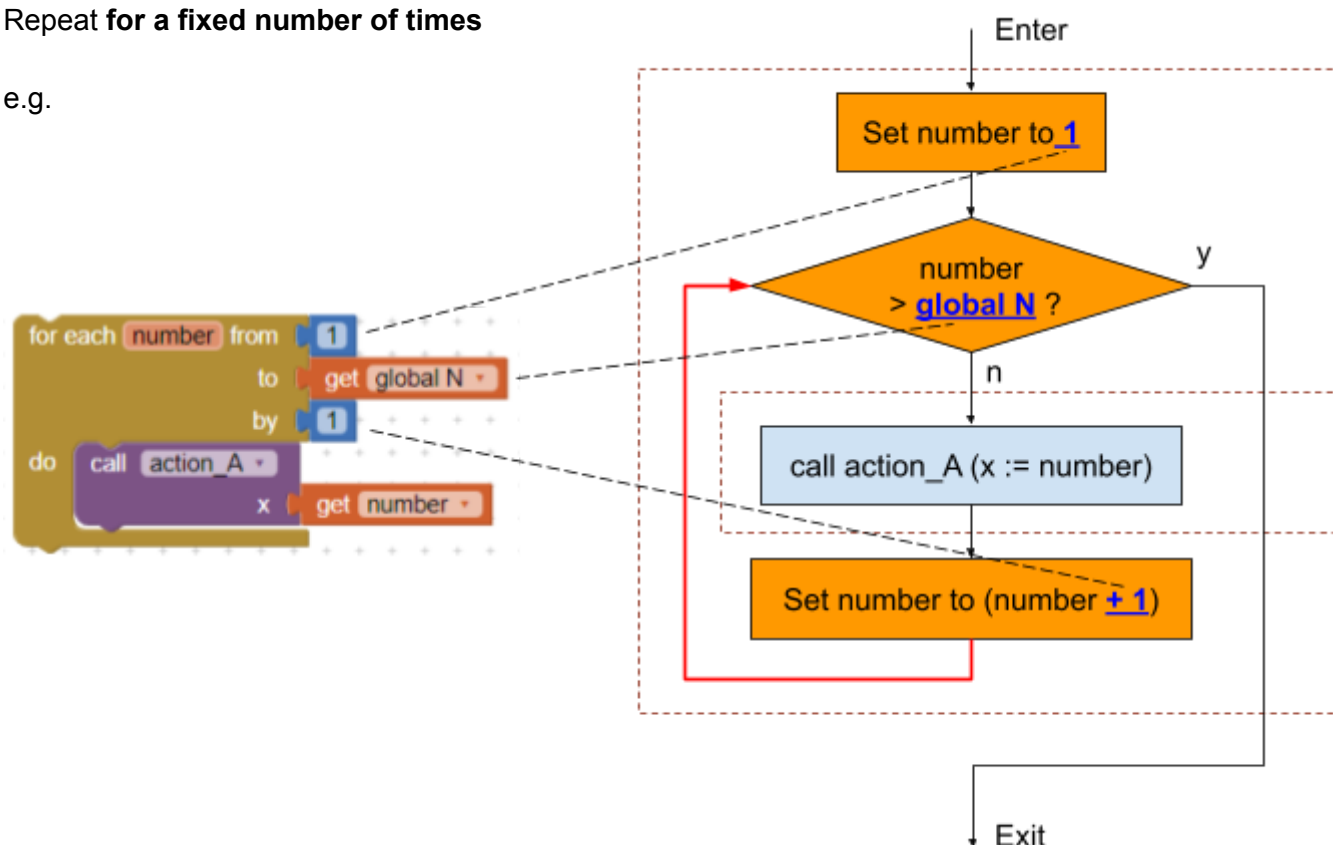 Repeat for a fixed number of times
e.g.
for each number from 1
to get global N
by 1
do call action_A
x get number
Enter
Set number to 1
number
> global N ?
y
n
call action_A (x := number)
Set number to (number + 1)
Exit